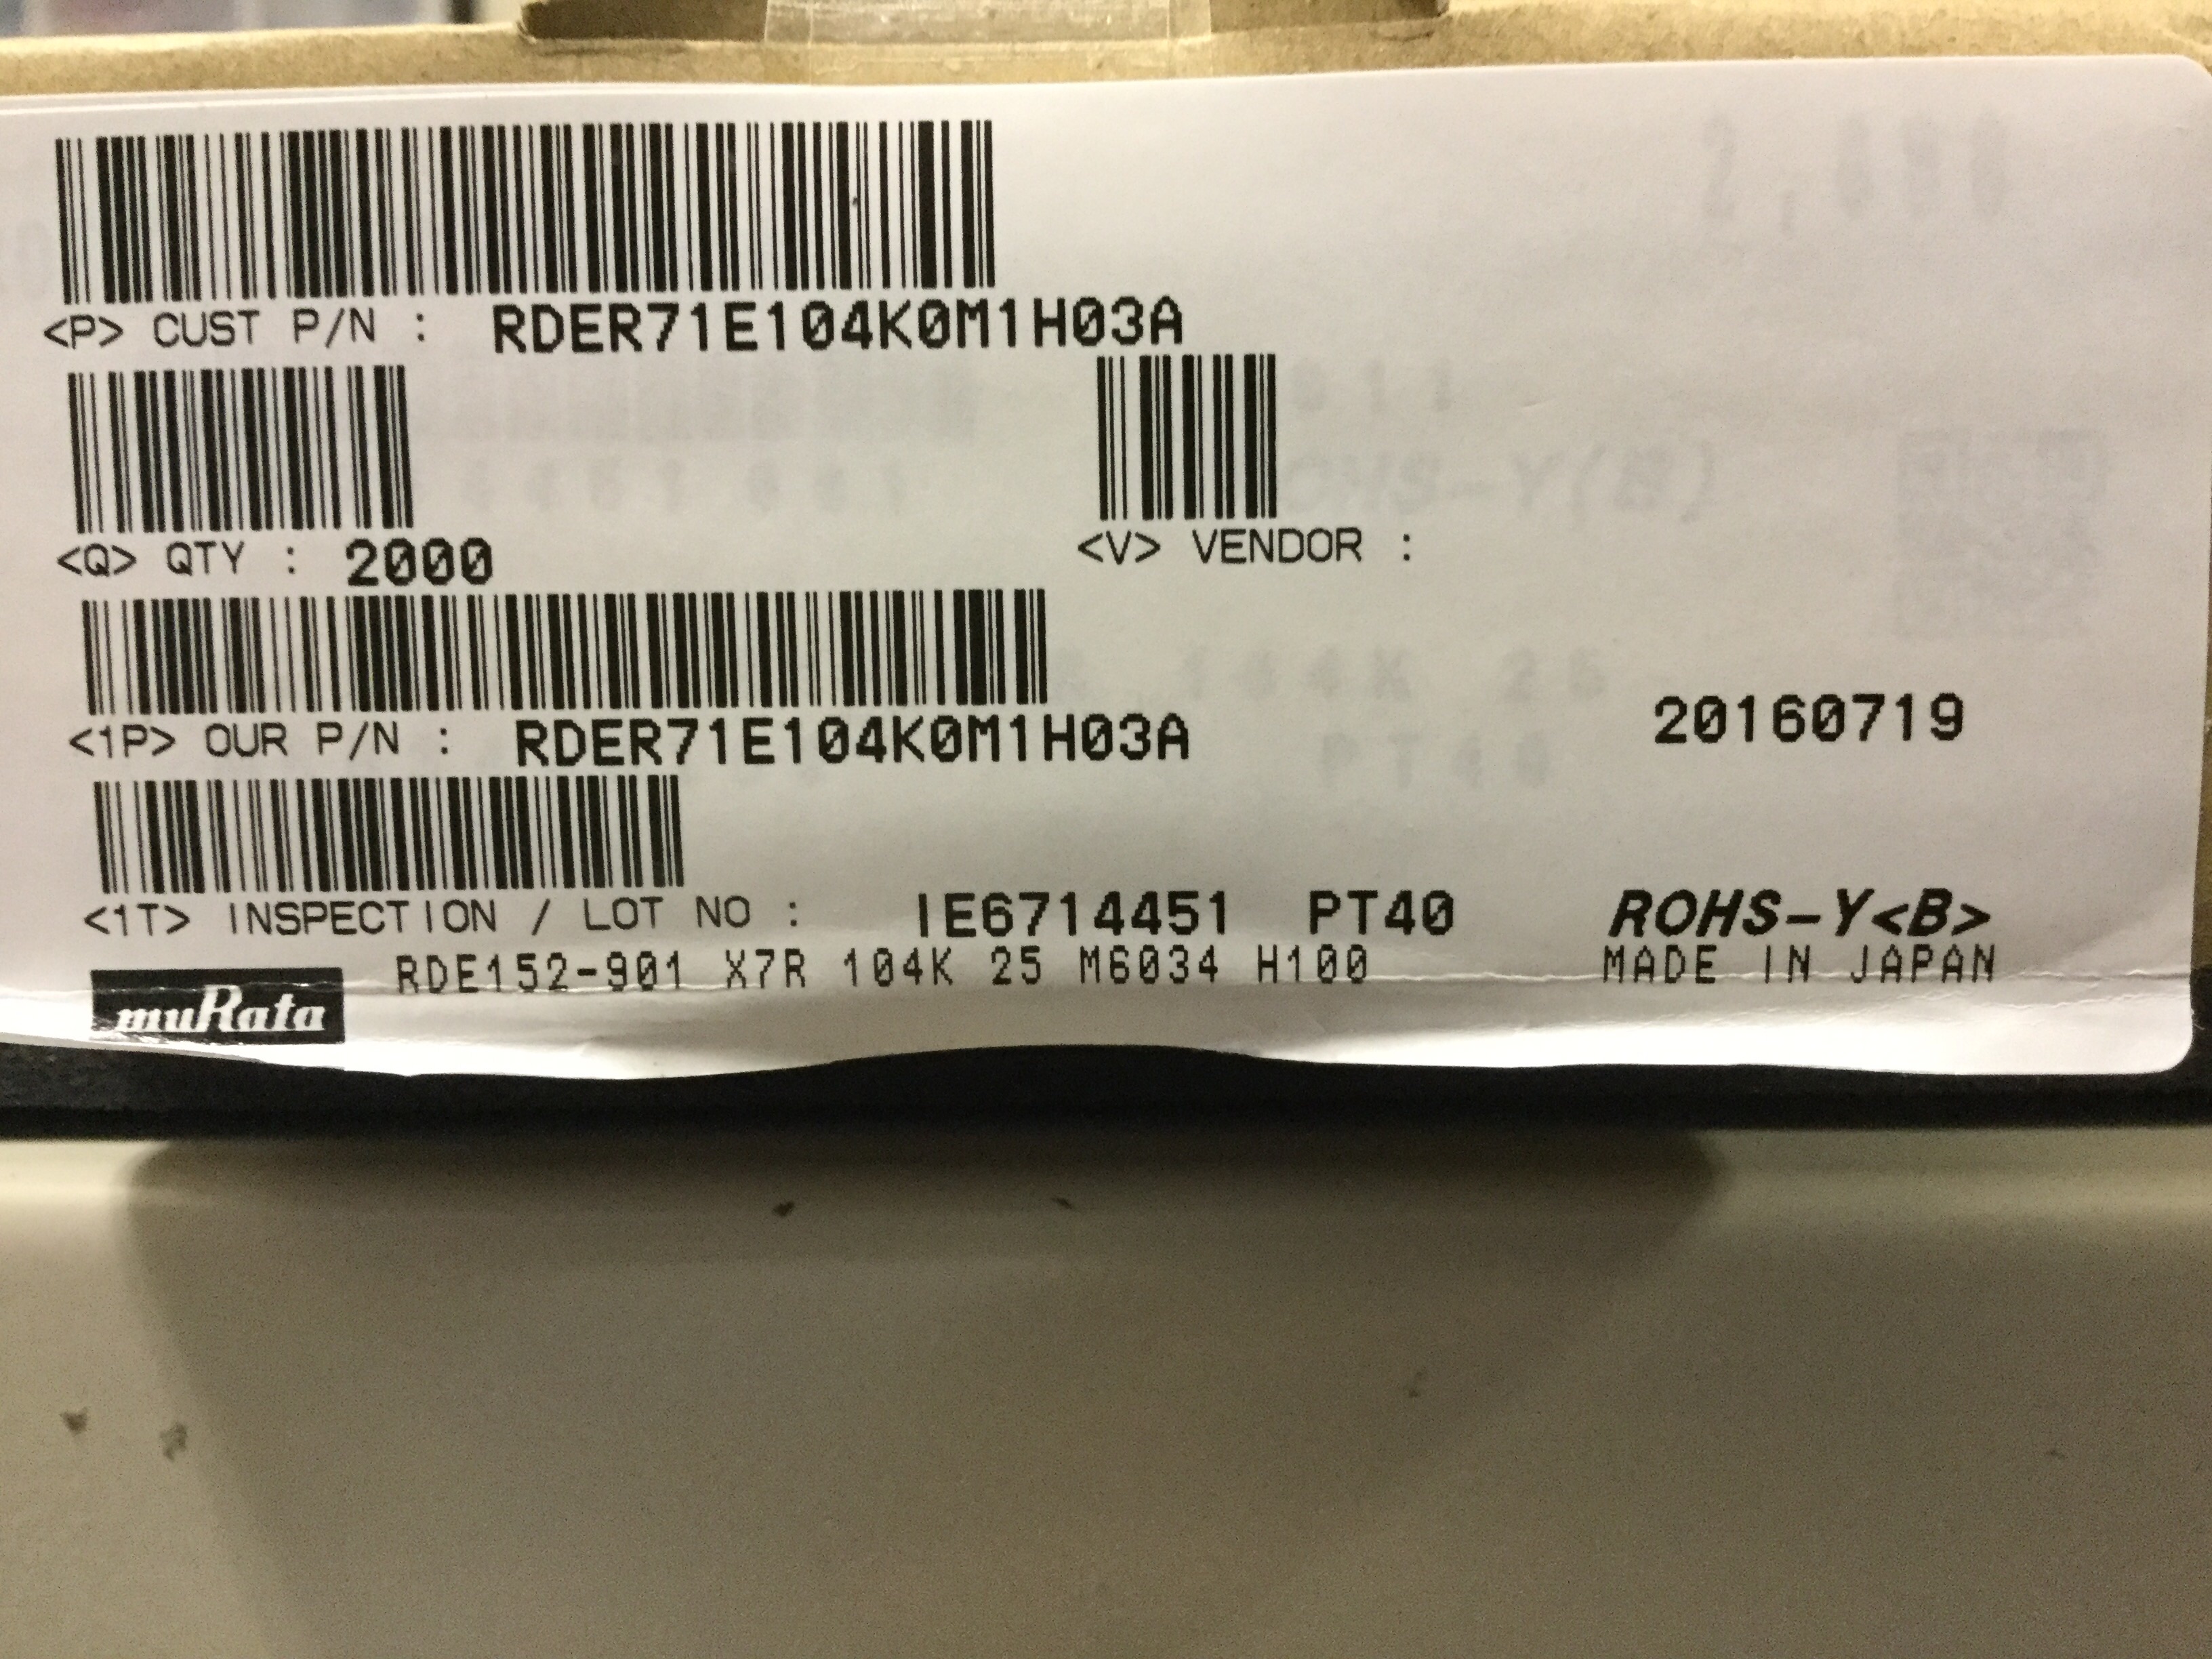 <P> CUST P/N : RDER71E104K0M1H03A
<Q> QTY : 2000
<V> VENDOR :
<1P> OUR P/N : RDER71E104K0M1H03A
20160719
<1T> INSPECTION / LOT NO : IE6714451 PT40
ROHS-Y<B>
RDE152-901 X7R 104K 25 M6034 H100
MADE IN JAPAN
muRata